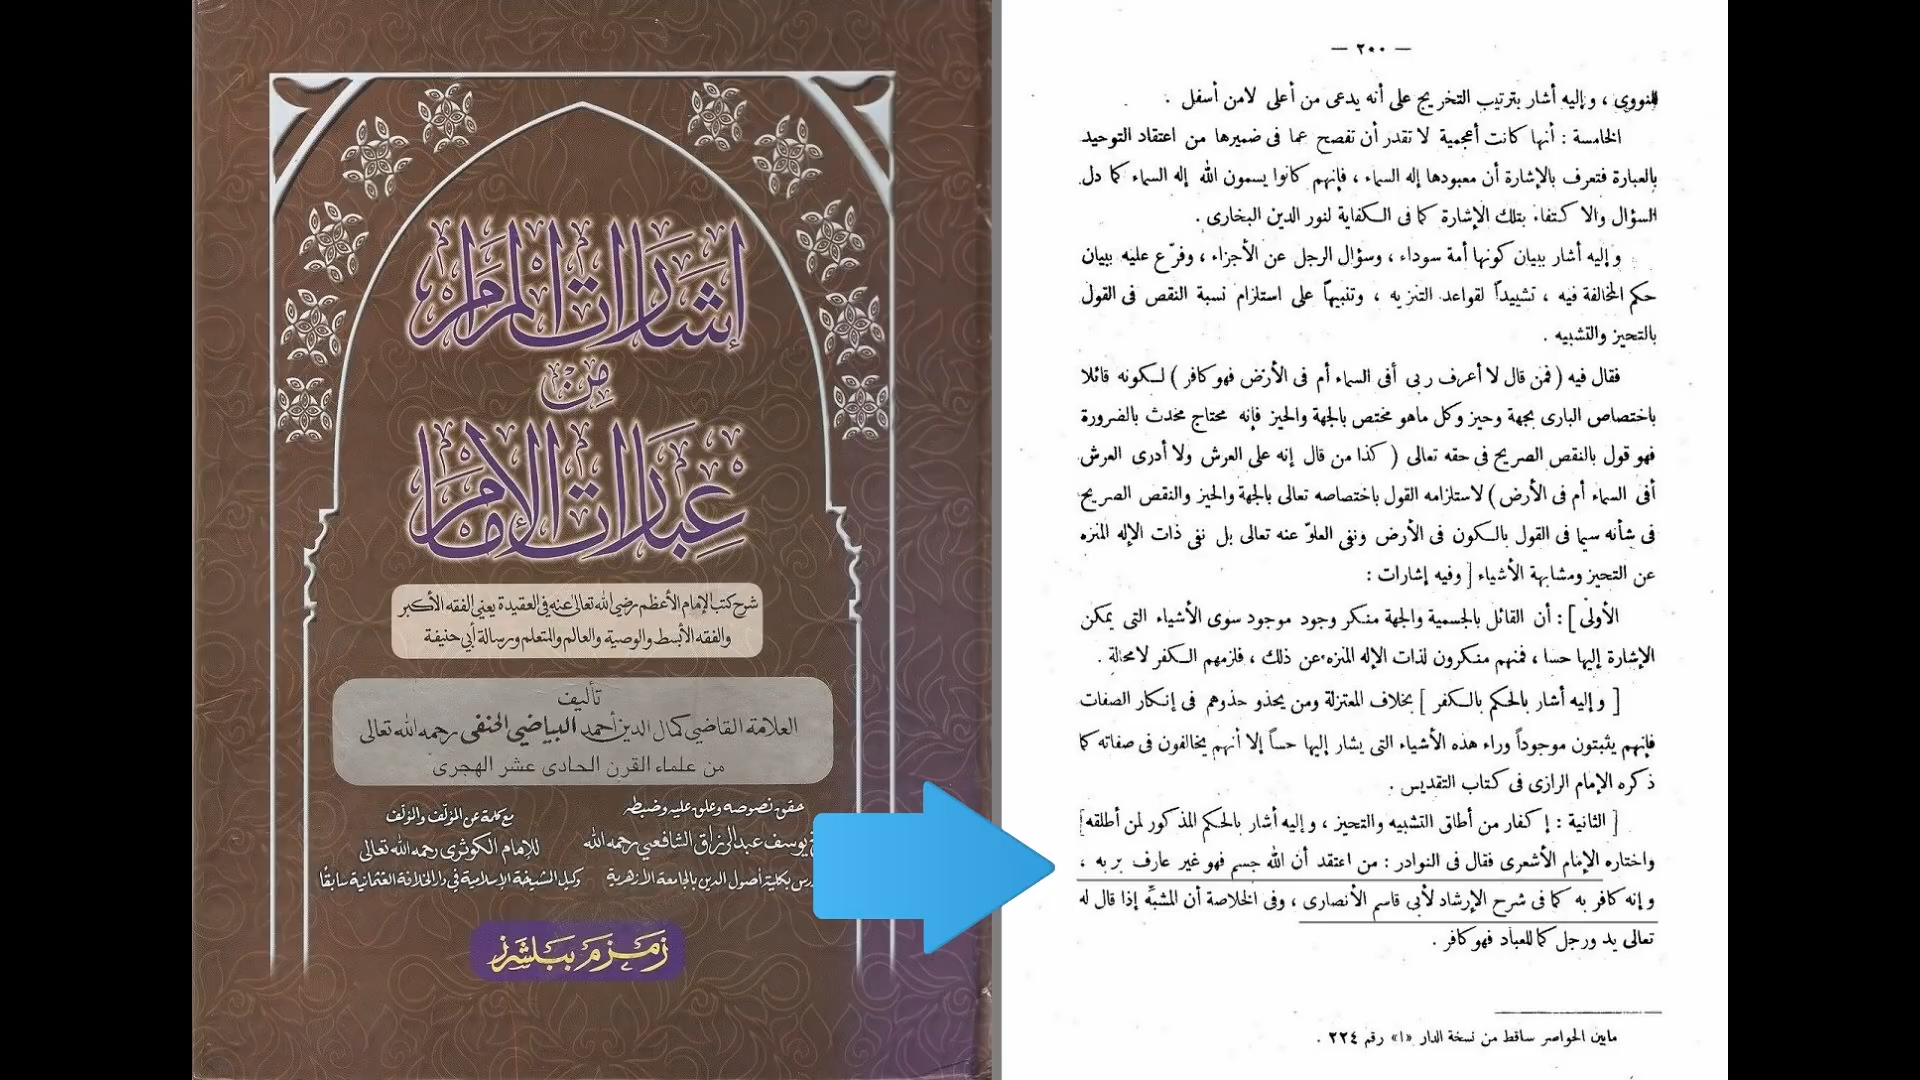 إشارات المرام
من
عبارات الإمام
شرح كتب الإمام الأعظم رضي الله تعالى عنه في العقيدة يعني الفقه الأكبر
والفقه الأبسط والوصية والعالم والمتعلم ورسالة أبي حنيفة
تأليف
العلامة القاضي كمال الدين أحمد البياضي الحنفي رحمه الله تعالى
من علماء القرن الحادى عشر الهجرى
حقق نصوصه وعلق عليه وضبطه
يوسف عبد الرزاق الشافعي رحمه الله
بكلية أصول الدين بالجامعة الأزهرية
مع كلمة عن المؤلف والمؤلف
للإمام الكوثرى رحمه الله تعالى
وكيل المشيخة الإسلامية في دار الخلافة العثمانية سابقا
زمزم ببلشرز
— ٢٠٠ —
للنووى ، وإليه أشار بترتيب التخريج على أنه يدعى من أعلى لامن أسفل .
الخامسة : أنها كانت أعجمية لا تقدر أن تفصح عما فى ضميرها من اعتقاد التوحيد
بالعبارة فتعرف بالإشارة أن معبودها إله السماء ، فإنهم كانوا يسمون الله إله السماء كما دل
السؤال والاكتفاء بتلك الإشارة كما فى الكفاية لنور الدين البخارى .
وإليه أشار ببيان كونها أمة سوداء ، وسؤال الرجل عن الأجزاء ، وفرّع عليه ببيان
حكم المخالفة فيه ، تشييداً لقواعد التنزيه ، وتنبيهاً على استلزام نسبة النقص فى القول
بالتحيز والتشبيه .
فقال فيه ( فمن قال لا أعرف ربى أفى السماء أم فى الأرض فهو كافر ) لكونه قائلا
باختصاص البارى بجهة وحيز وكل ماهو مختص بالجهة والحيز فإنه محتاج محدث بالضرورة
فهو قول بالنقص الصريح فى حقه تعالى ( كذا من قال إنه على العرش ولا أدرى العرش
أفى السماء أم فى الأرض ) لاستلزامه القول باختصاصه تعالى بالجهة والحيز والنقص الصريح
فى شأنه سيما فى القول بالكون فى الأرض ونفى العلوّ عنه تعالى بل نفى ذات الإله المنزه
عن التحيز ومشابهة الأشياء [ وفيه إشارات :
الأولى ] : أن القائل بالجسمية والجهة منكر وجود موجود سوى الأشياء التى يمكن
الإشارة إليها حسا ، فمنهم منكرون لذات الإله المنزه عن ذلك ، فلزمهم الكفر لامحالة .
[ وإليه أشار بالحكم بالكفر ] بخلاف المعتزلة ومن يحذو حذوهم فى إنكار الصفات
فإنهم يثبتون موجوداً وراء هذه الأشياء التى يشار إليها حساً إلا أنهم يخالفون فى صفاته كما
ذكره الإمام الرازى فى كتاب التقديس .
[ الثانية : إكفار من أطلق التشبيه والتحيز ، وإليه أشار بالحكم المذكور لمن أطلقه ]
واختاره الإمام الأشعرى فقال فى النوادر : من اعتقد أن الله جسم فهو غير عارف بربه ،
وإنه كافر به كما فى شرح الإرشاد لأبى قاسم الأنصارى ، وفى الخلاصة أن المشبّه إذا قال له
تعالى يد ورجل كما للعباد فهو كافر .
مابين الحواصر ساقط من نسخة الدار «ا» رقم ٢٢٤ .